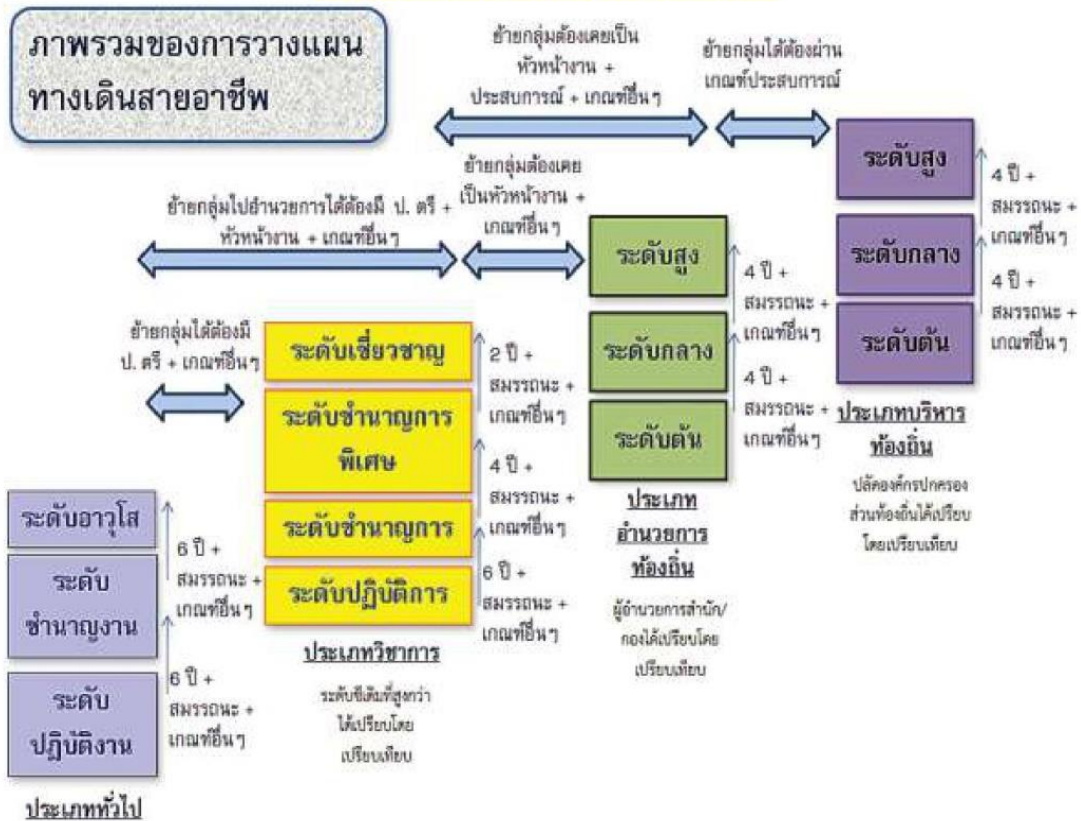 ภาพรวมของการวางแผน
ทางเดินสายอาชีพ
ย้ายกลุ่มต้องเคยเป็น
หัวหน้างาน +
ประสบการณ์ + เกณฑ์อื่นๆ
ย้ายกลุ่มได้ต้องผ่าน
เกณฑ์ประสบการณ์
ย้ายกลุ่มไปอำนวยการได้ต้องมี ป. ตรี +
หัวหน้างาน + เกณฑ์อื่นๆ
ย้ายกลุ่มต้องเคย
เป็นหัวหน้างาน +
เกณฑ์อื่นๆ
ย้ายกลุ่มได้ต้องมี
ป. ตรี + เกณฑ์อื่นๆ
ระดับอาวุโส
6 ปี +
สมรรถนะ +
เกณฑ์อื่นๆ
ระดับ
ชำนาญงาน
6 ปี +
สมรรถนะ +
เกณฑ์อื่นๆ
ระดับ
ปฏิบัติงาน
ประเภททั่วไป
ระดับเชี่ยวชาญ
2 ปี +
สมรรถนะ +
เกณฑ์อื่นๆ
ระดับชำนาญการ
พิเศษ
4 ปี +
สมรรถนะ +
เกณฑ์อื่นๆ
ระดับชำนาญการ
6 ปี +
สมรรถนะ +
เกณฑ์อื่นๆ
ระดับปฏิบัติการ
ประเภทวิชาการ
ระดับซีเดิมที่สูงกว่า
ได้เปรียบโดย
เปรียบเทียบ
ระดับสูง
4 ปี +
สมรรถนะ +
เกณฑ์อื่นๆ
ระดับกลาง
4 ปี +
สมรรถนะ +
เกณฑ์อื่นๆ
ระดับต้น
ประเภท
อำนวยการ
ท้องถิ่น
ผู้อำนวยการสำนัก/
กองได้เปรียบโดย
เปรียบเทียบ
ระดับสูง
4 ปี +
สมรรถนะ +
เกณฑ์อื่นๆ
ระดับกลาง
4 ปี +
สมรรถนะ +
เกณฑ์อื่นๆ
ระดับต้น
ประเภทบริหาร
ท้องถิ่น
ปลัดองค์กรปกครอง
ส่วนท้องถิ่นได้เปรียบ
โดยเปรียบเทียบ